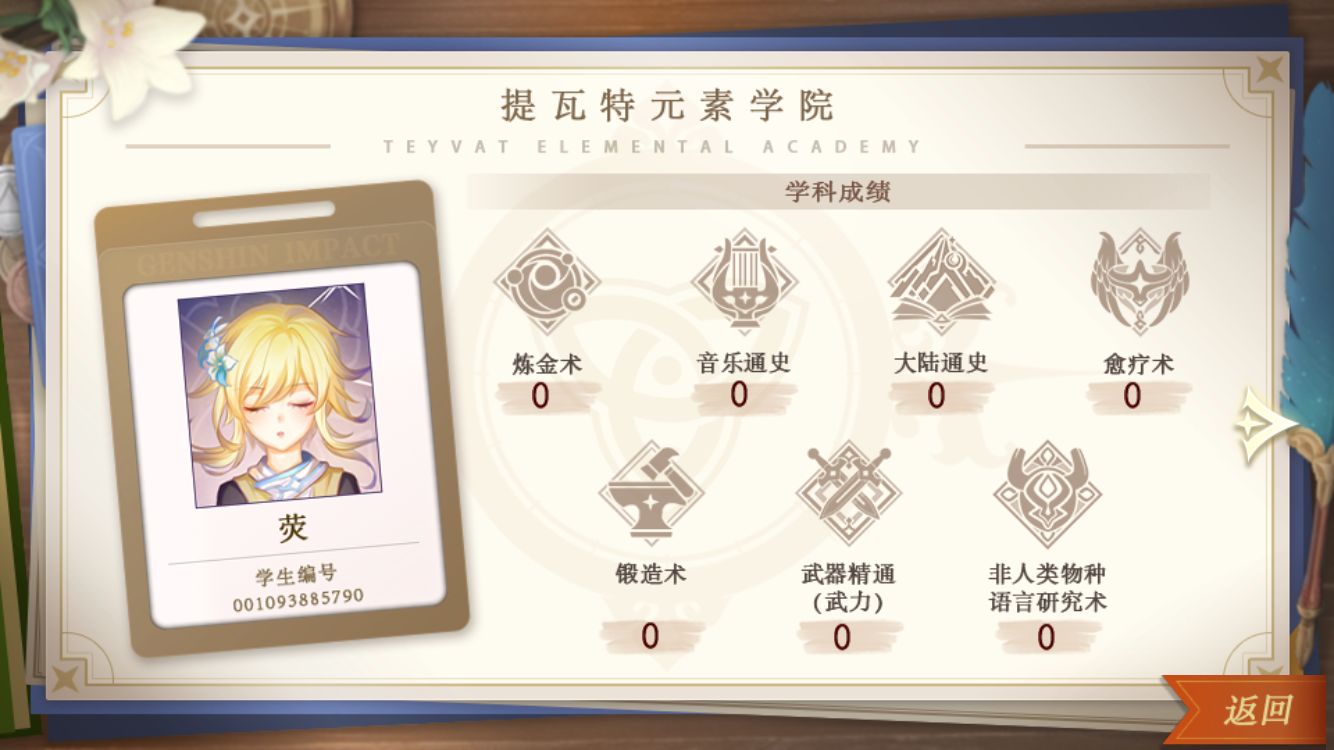 提瓦特元素学院
TEYVAT ELEMENTAL ACADEMY
学科成绩
GENSHIN IMPACT
荧
学生编号
001093885790
炼金术
0
音乐通史
0
大陆通史
0
愈疗术
0
锻造术
0
武器精通
(武力)
0
非人类物种
语言研究术
0
返回